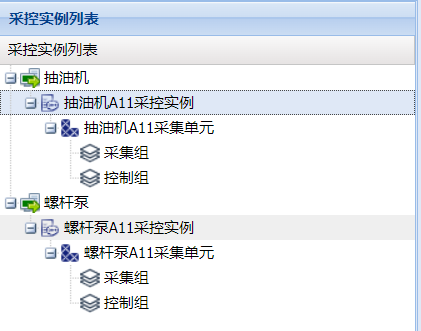 采控实例列表
采控实例列表
抽油机
抽油机A11采控实例
抽油机A11采集单元
采集组
控制组
螺杆泵
螺杆泵A11采控实例
螺杆泵A11采集单元
采集组
控制组